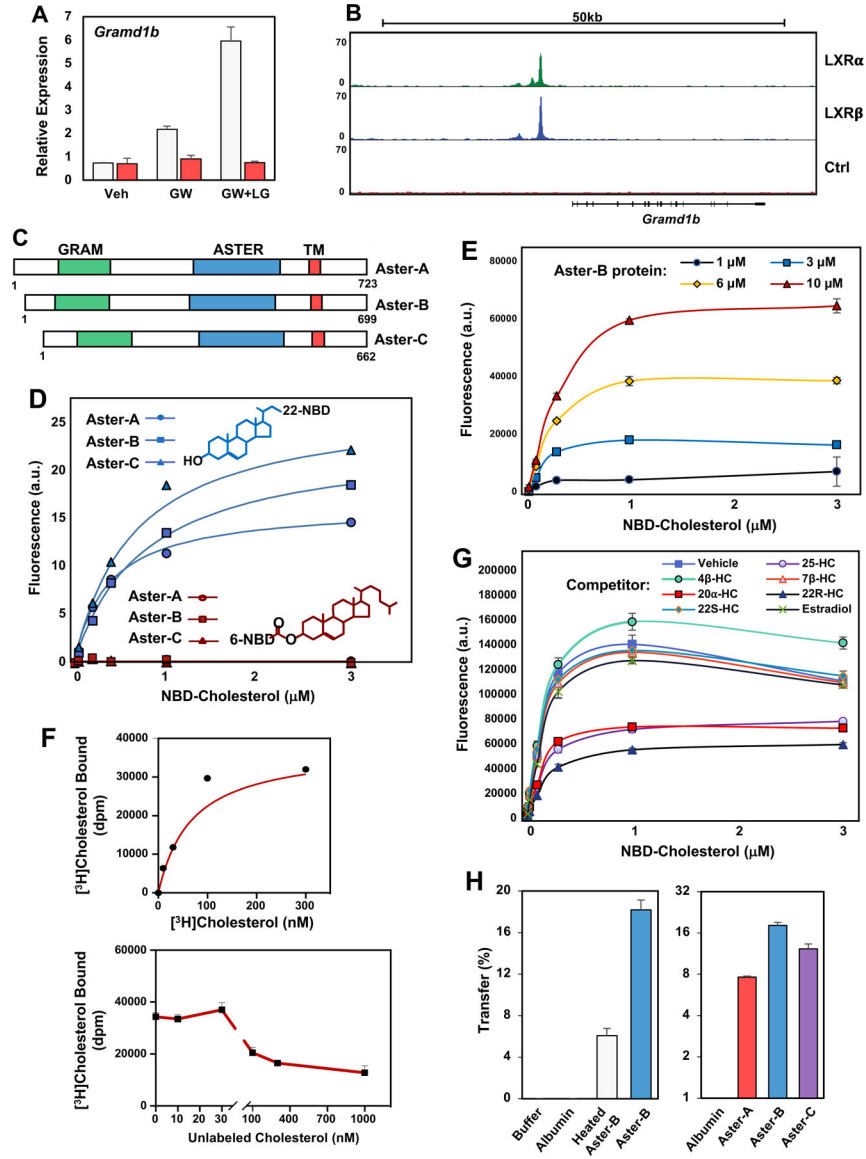 A
Gramd1b
Relative Expression
7
6
5
4
3
2
1
0
Veh GW GW+LG
B
50kb
70
0
LXRα
70
0
LXRβ
70
0
Ctrl
Gramd1b
C
GRAM ASTER TM
Aster-A
1 723
Aster-B
1 699
Aster-C
1 662
D
Fluorescence (a.u.)
25
20
15
10
5
0
Aster-A
Aster-B
Aster-C
22-NBD
HO
Aster-A
Aster-B
Aster-C
O
6-NBD O
0 1 2 3
NBD-Cholesterol (μM)
E
Fluorescence (a.u.)
80000
60000
40000
20000
0
Aster-B protein:
1 μM 3 μM
6 μM 10 μM
0 1 2 3
NBD-Cholesterol (μM)
F
[³H]Cholesterol Bound
(dpm)
40000
30000
20000
10000
0
0 100 200 300
[³H]Cholesterol (nM)
[³H]Cholesterol Bound
(dpm)
60000
40000
20000
0
0 10 20 30 100 400 700 1000
Unlabeled Cholesterol (nM)
G
Fluorescence (a.u.)
200000
180000
160000
140000
120000
100000
80000
60000
40000
20000
0
Competitor:
Vehicle 25-HC
4β-HC 7β-HC
20α-HC 22R-HC
22S-HC Estradiol
0 1 2 3
NBD-Cholesterol (μM)
H
Transfer (%)
20
16
12
8
4
0
Buffer
Albumin
Heated
Aster-B
Aster-B
32
16
8
4
2
1
Albumin
Aster-A
Aster-B
Aster-C